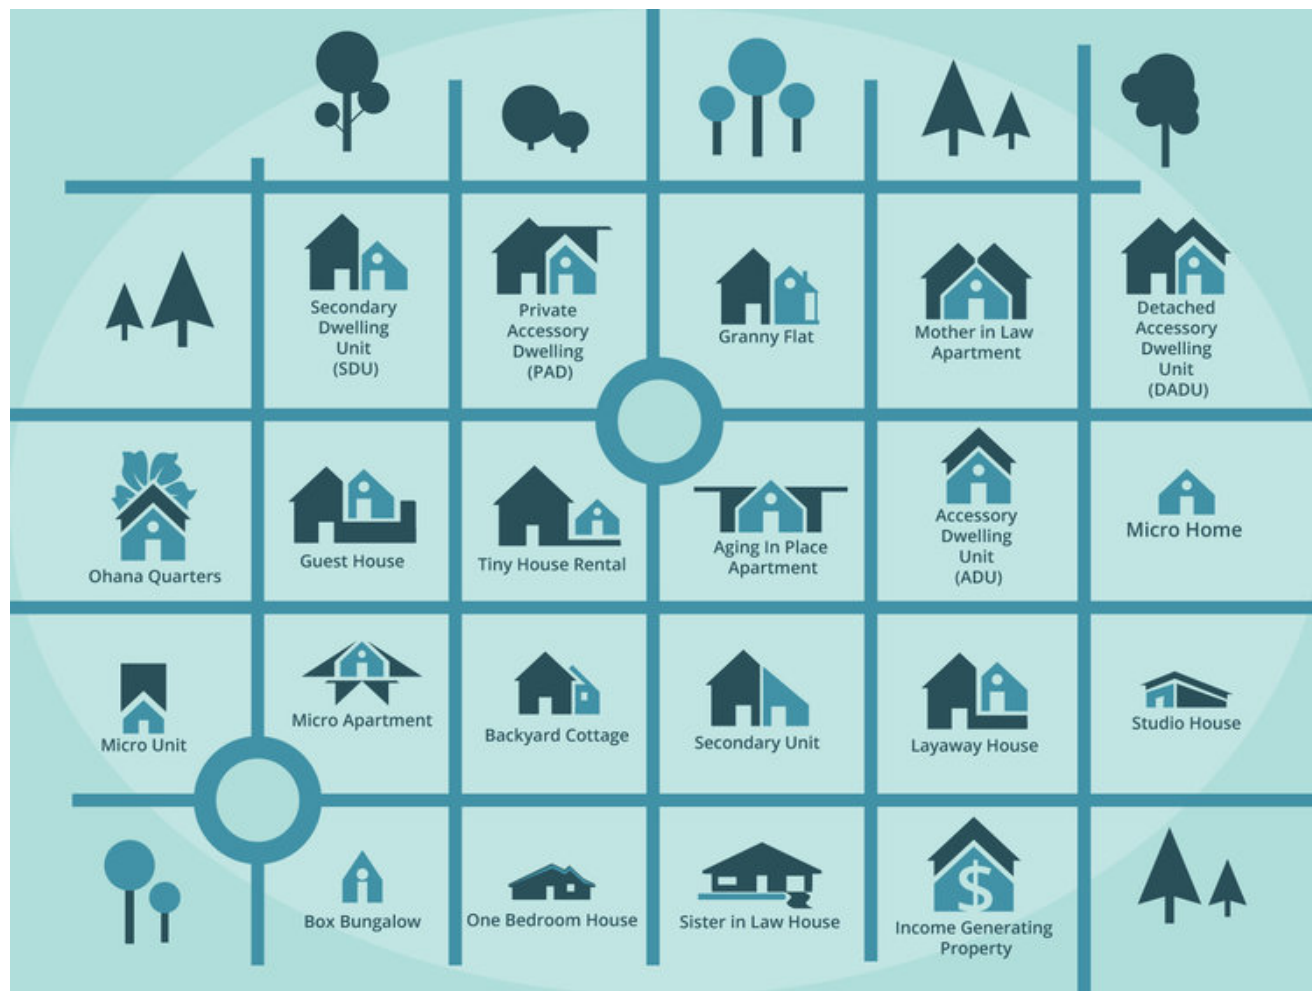 Secondary
Dwelling
Unit
(SDU)
Private
Accessory
Dwelling
(PAD)
Granny Flat
Mother in Law
Apartment
Detached
Accessory
Dwelling
Unit
(DADU)
Ohana Quarters
Guest House
Tiny House Rental
Aging In Place
Apartment
Accessory
Dwelling
Unit
(ADU)
Micro Home
Micro Unit
Micro Apartment
Backyard Cottage
Secondary Unit
Layaway House
Studio House
Box Bungalow
One Bedroom House
Sister in Law House
$
Income Generating
Property